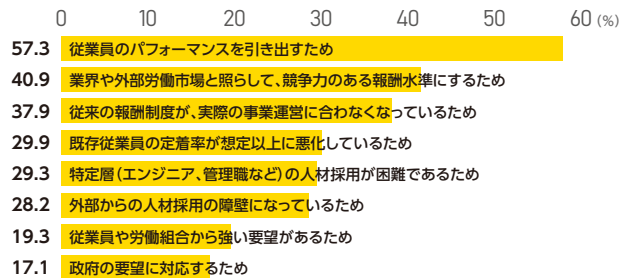 0 10 20 30 40 50 60 (%)
57.3 従業員のパフォーマンスを引き出すため
40.9 業界や外部労働市場と照らして、競争力のある報酬水準にするため
37.9 従来の報酬制度が、実際の事業運営に合わなくなっているため
29.9 既存従業員の定着率が想定以上に悪化しているため
29.3 特定層(エンジニア、管理職など)の人材採用が困難であるため
28.2 外部からの人材採用の障壁になっているため
19.3 従業員や労働組合から強い要望があるため
17.1 政府の要望に対応するため